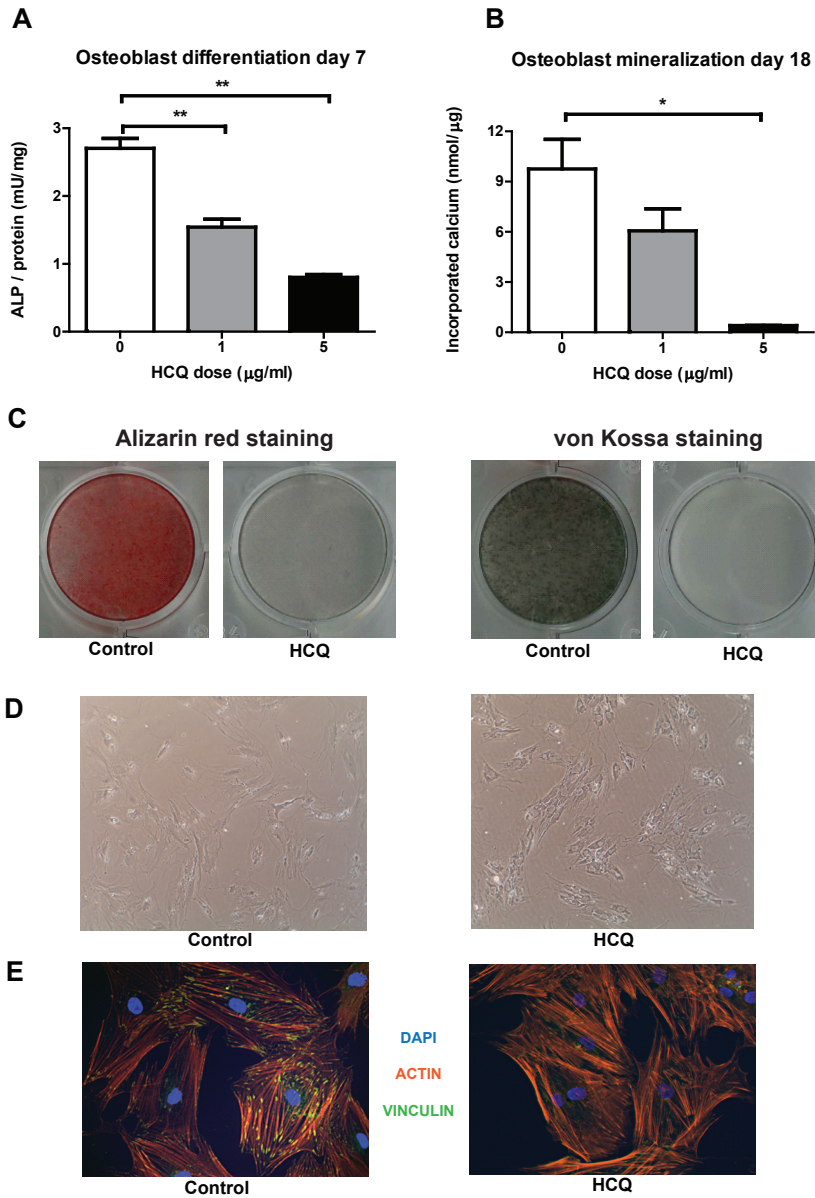 A
Osteoblast differentiation day 7
**
**
3
2
1
0
ALP / protein (mU/mg)
0 1 5
HCQ dose (µg/ml)
B
Osteoblast mineralization day 18
*
12
9
6
3
0
Incorporated calcium (nmol/µg)
0 1 5
HCQ dose (µg/ml)
C
Alizarin red staining
von Kossa staining
Control HCQ
Control HCQ
D
Control
HCQ
E
DAPI
ACTIN
VINCULIN
Control
HCQ